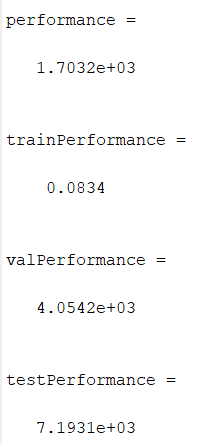 performance =
1.7032e+03
trainPerformance =
0.0834
valPerformance =
4.0542e+03
testPerformance =
7.1931e+03